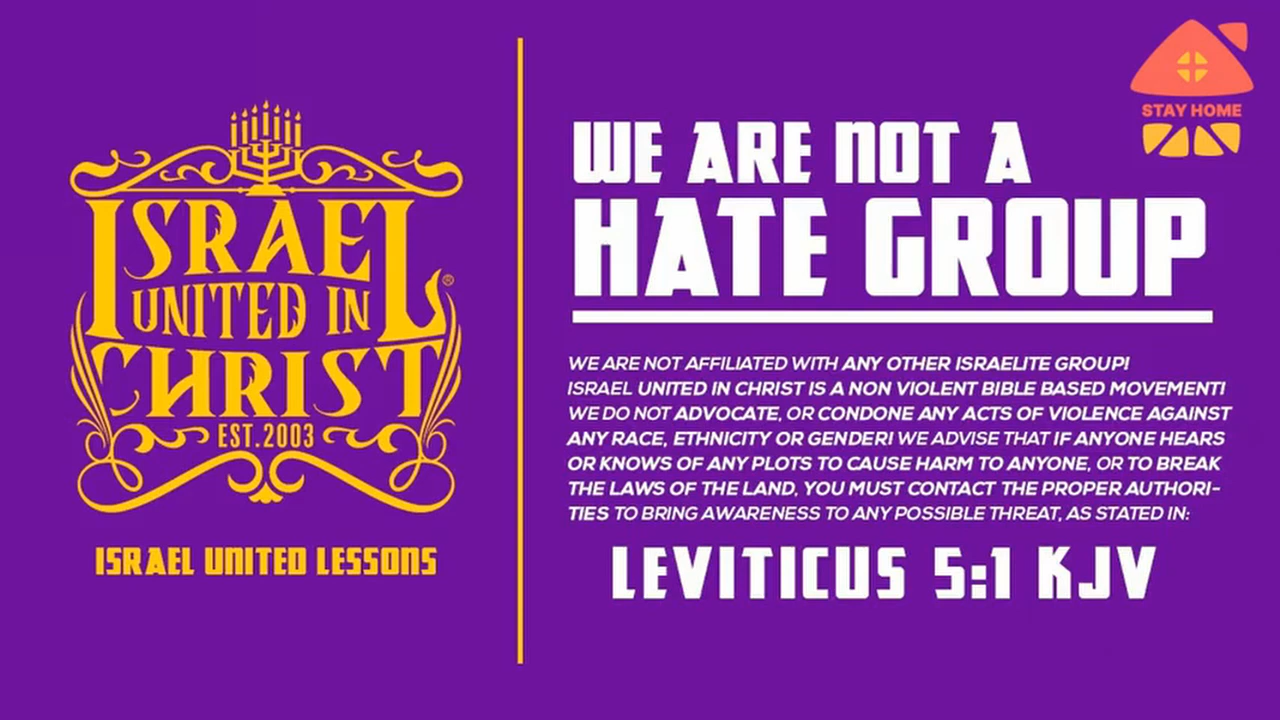 ISRAEL
UNITED IN
CHRIST
EST.2003
ISRAEL UNITED LESSONS
STAY HOME
WE ARE NOT A
HATE GROUP
WE ARE NOT AFFILIATED WITH ANY OTHER ISRAELITE GROUP!
ISRAEL UNITED IN CHRIST IS A NON VIOLENT BIBLE BASED MOVEMENT!
WE DO NOT ADVOCATE, OR CONDONE ANY ACTS OF VIOLENCE AGAINST
ANY RACE, ETHNICITY OR GENDER! WE ADVISE THAT IF ANYONE HEARS
OR KNOWS OF ANY PLOTS TO CAUSE HARM TO ANYONE, OR TO BREAK
THE LAWS OF THE LAND, YOU MUST CONTACT THE PROPER AUTHORI-
TIES TO BRING AWARENESS TO ANY POSSIBLE THREAT, AS STATED IN:
LEVITICUS 5:1 KJV